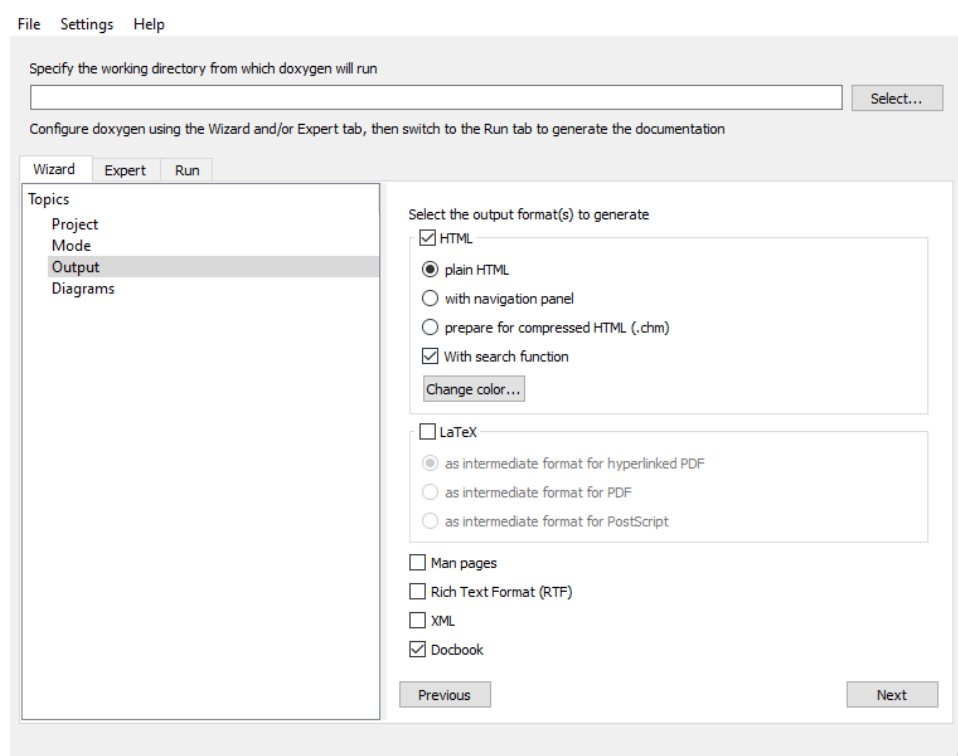 File Settings Help
Specify the working directory from which doxygen will run
Select...
Configure doxygen using the Wizard and/or Expert tab, then switch to the Run tab to generate the documentation
Wizard Expert Run
Topics
Project
Mode
Output
Diagrams
Select the output format(s) to generate
HTML
plain HTML
with navigation panel
prepare for compressed HTML (.chm)
With search function
Change color...
LaTeX
as intermediate format for hyperlinked PDF
as intermediate format for PDF
as intermediate format for PostScript
Man pages
Rich Text Format (RTF)
XML
Docbook
Previous Next